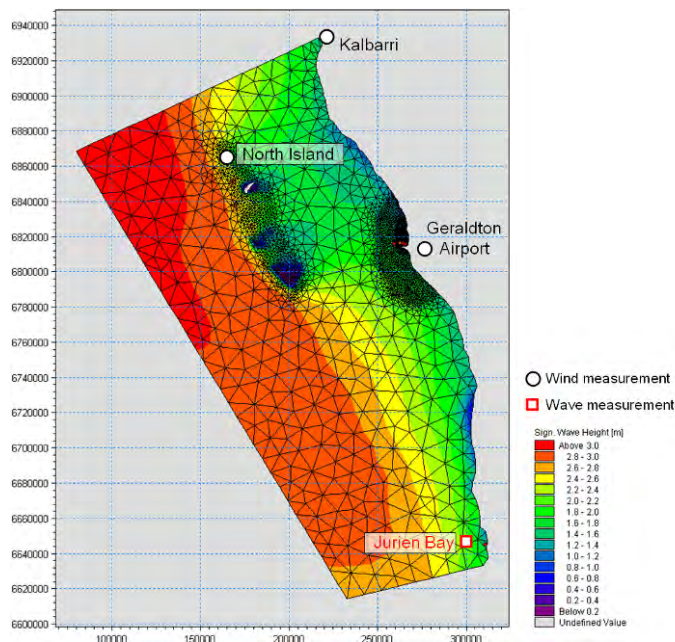 6940000
6920000
6900000
6880000
6860000
6840000
6820000
6800000
6780000
6760000
6740000
6720000
6700000
6680000
6660000
6640000
6620000
6600000
Kalbarri
North Island
Geraldton
Airport
Jurien Bay
100000
150000
200000
250000
300000
Wind measurement
Wave measurement
Sign. Wave Height [m]
Above 3.0
2.8 - 3.0
2.6 - 2.8
2.4 - 2.6
2.2 - 2.4
2.0 - 2.2
1.8 - 2.0
1.6 - 1.8
1.4 - 1.6
1.2 - 1.4
1.0 - 1.2
0.8 - 1.0
0.6 - 0.8
0.4 - 0.6
0.2 - 0.4
Below 0.2
Undefined Value